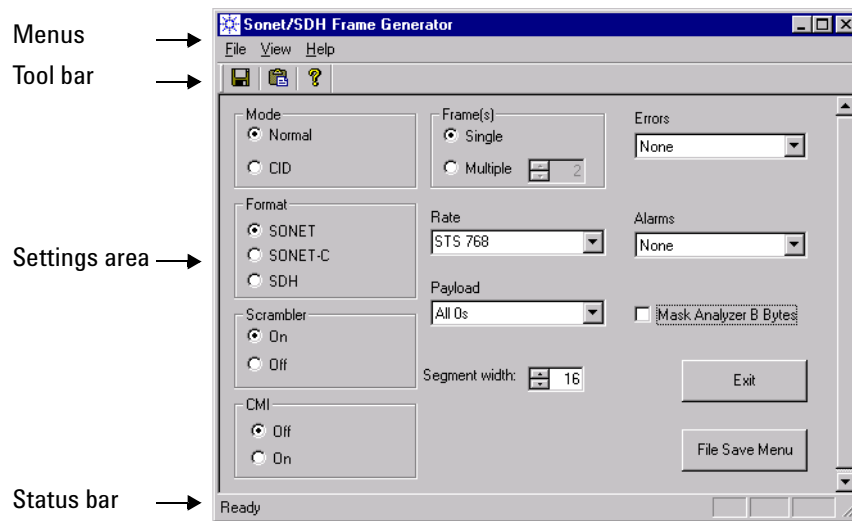 Menus
Tool bar
Settings area
Status bar
Sonet/SDH Frame Generator
File View Help
Mode
Normal
CID
Format
SONET
SONET-C
SDH
Scrambler
On
Off
CMI
Off
On
Frame(s)
Single
Multiple 2
Rate
STS 768
Payload
All 0s
Segment width: 16
Errors
None
Alarms
None
Mask Analyzer B Bytes
Exit
File Save Menu
Ready